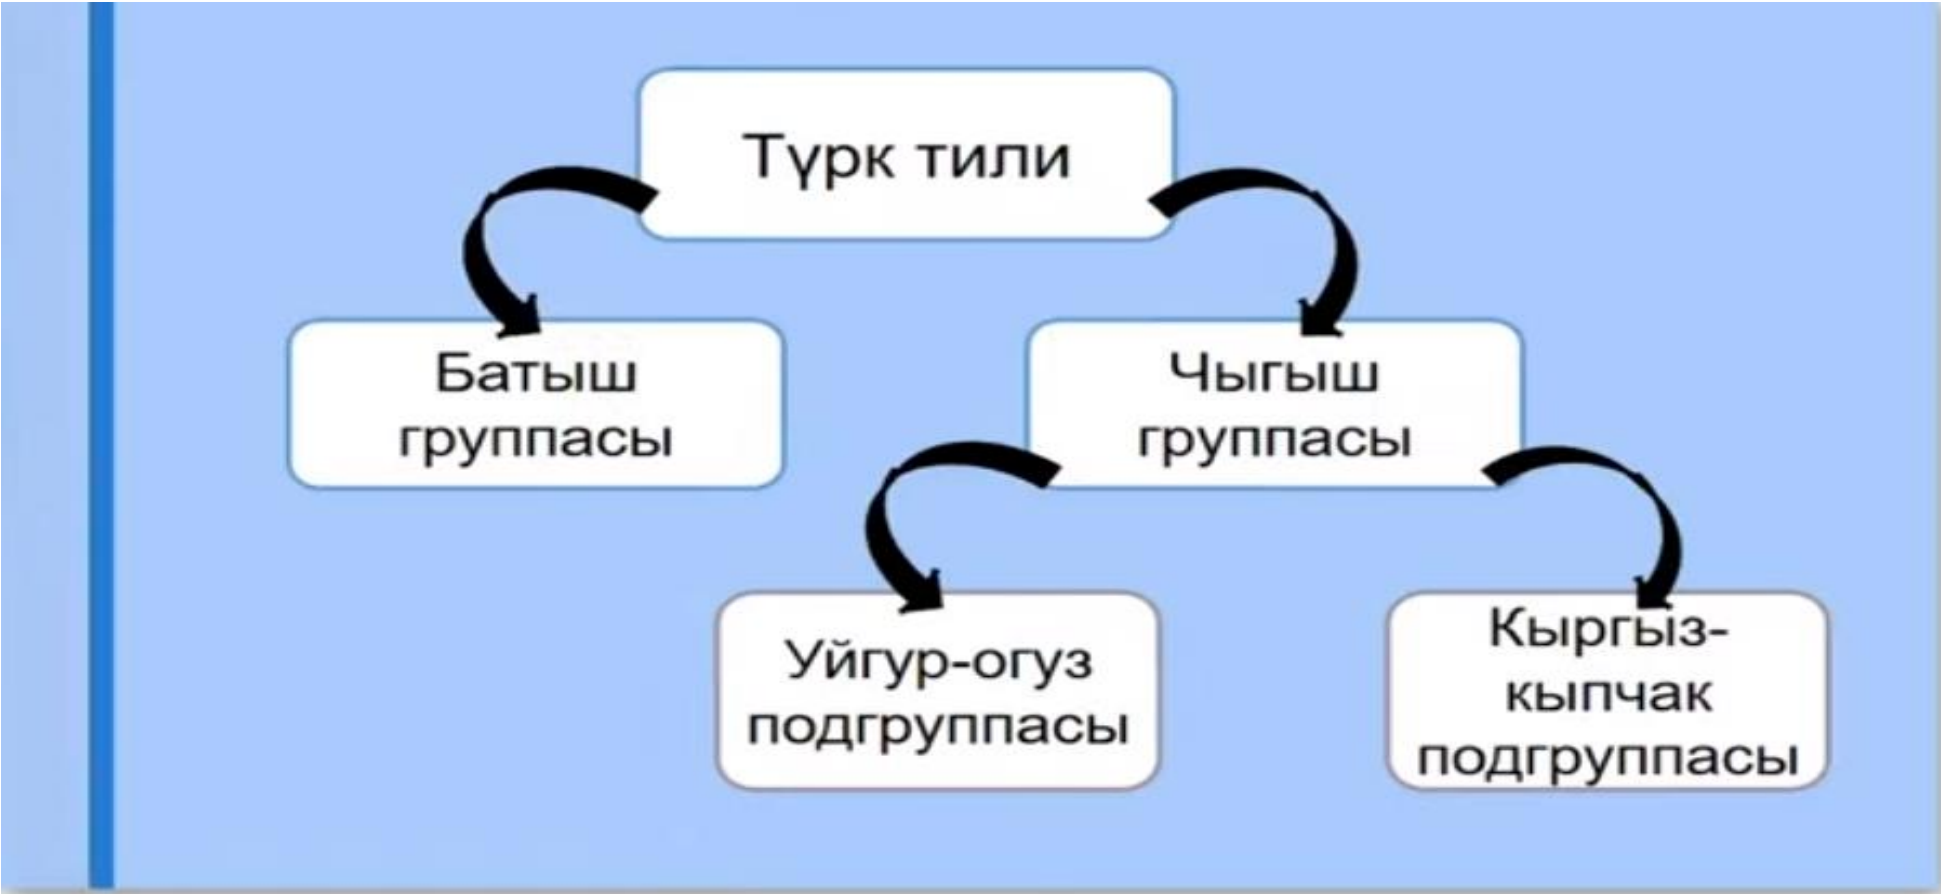 Түрк тили
Батыш
группасы
Чыгыш
группасы
Уйгур-огуз
подгруппасы
Кыргыз-
кыпчак
подгруппасы